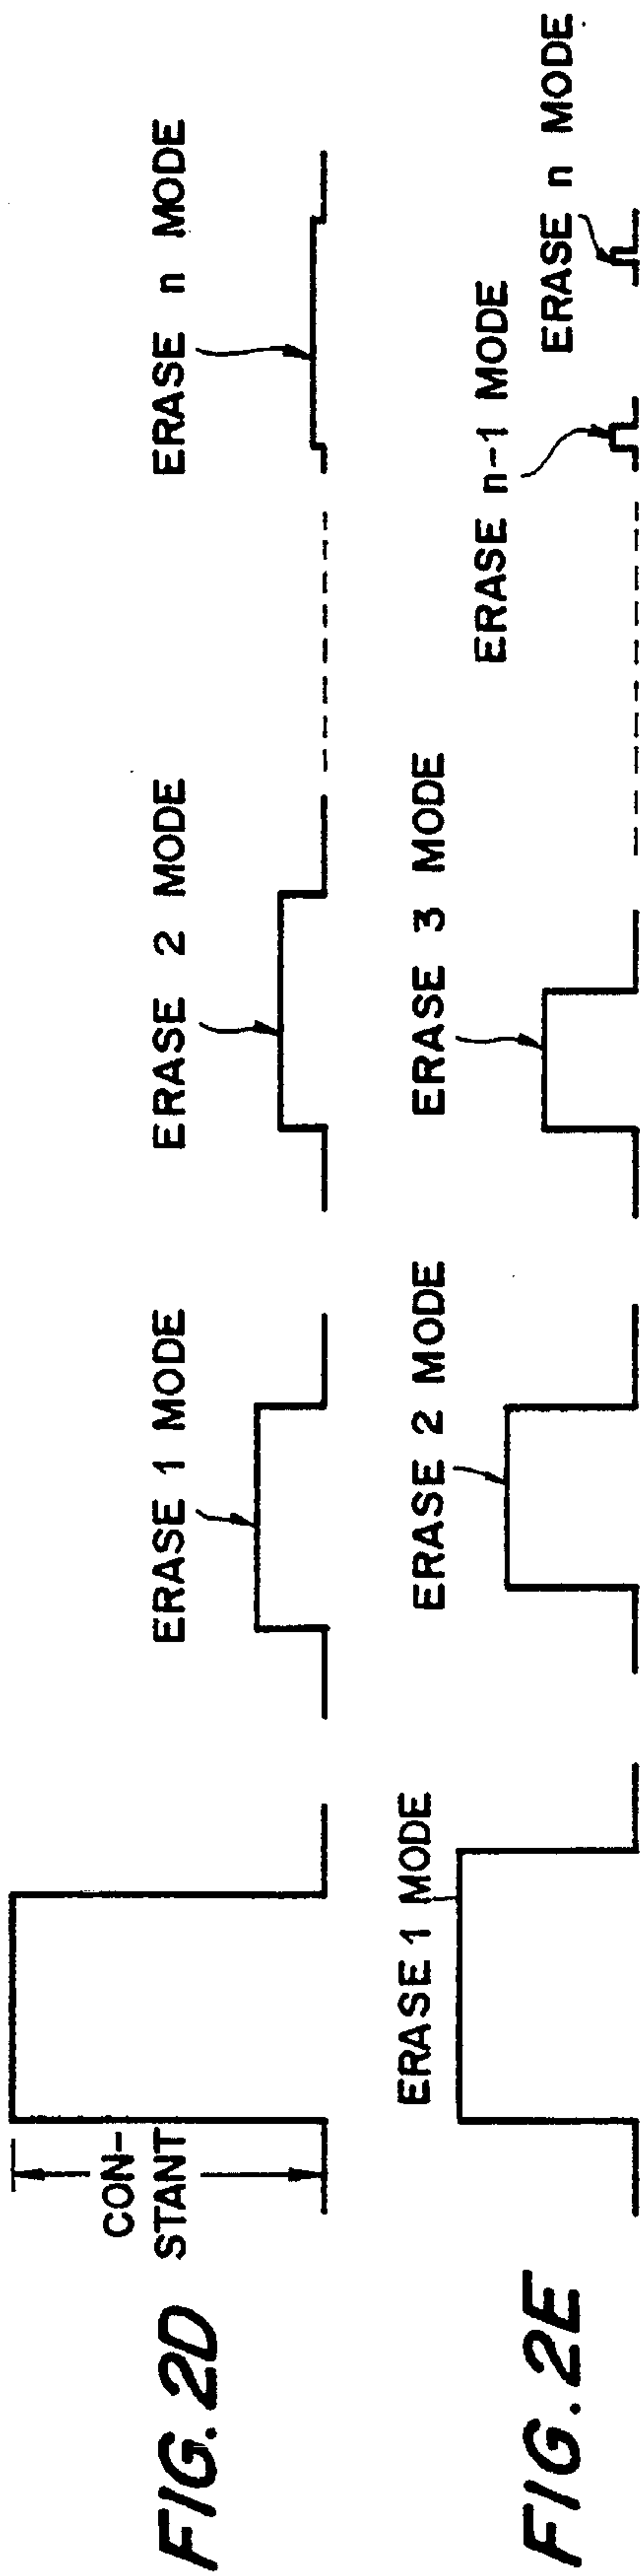 FIG. 2D
CON-
STANT
ERASE 1 MODE
ERASE 2 MODE
ERASE n MODE
FIG. 2E
ERASE 1 MODE
ERASE 2 MODE
ERASE 3 MODE
ERASE n-1 MODE
ERASE n MODE